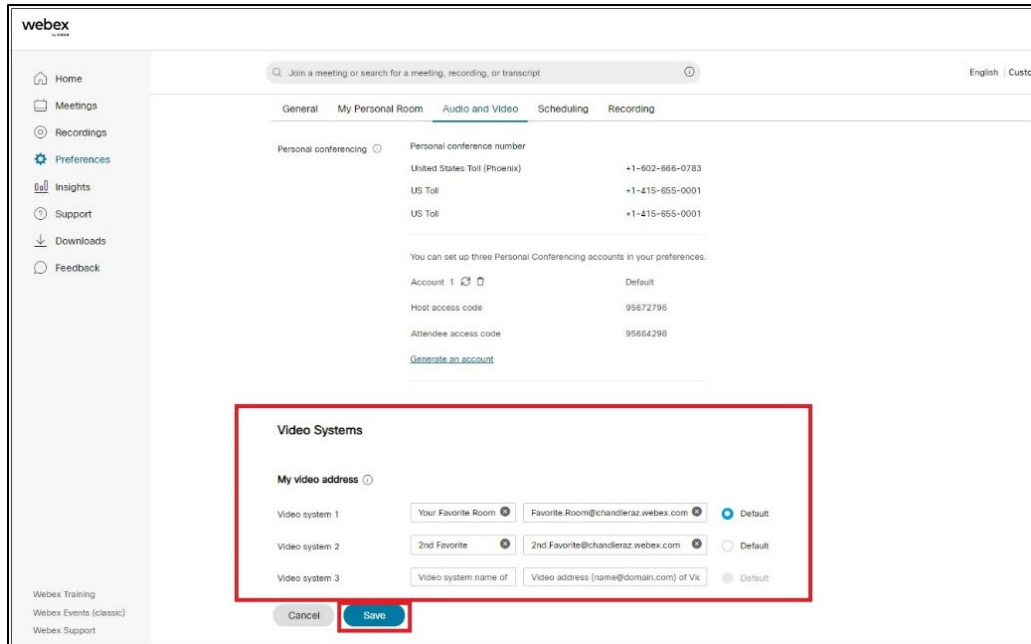 webex
by CISCO
Join a meeting or search for a meeting, recording, or transcript
English | Custo
Home
Meetings
Recordings
Preferences
Insights
Support
Downloads
Feedback
Webex Training
Webex Events (classic)
Webex Support
General My Personal Room Audio and Video Scheduling Recording
Personal conferencing
Personal conference number
United States Toll (Phoenix) +1-602-666-0783
US Toll +1-415-655-0001
US Toll +1-415-655-0001
You can set up three Personal Conferencing accounts in your preferences.
Account 1 Default
Host access code 95672796
Attendee access code 95664298
Generate an account
Video Systems
My video address
Video system 1 Your Favorite Room Favorite.Room@chandleraz.webex.com Default
Video system 2 2nd Favorite 2nd.Favorite@chandleraz.webex.com Default
Video system 3 Video system name of Video address (name@domain.com) of Vi Default
Cancel Save